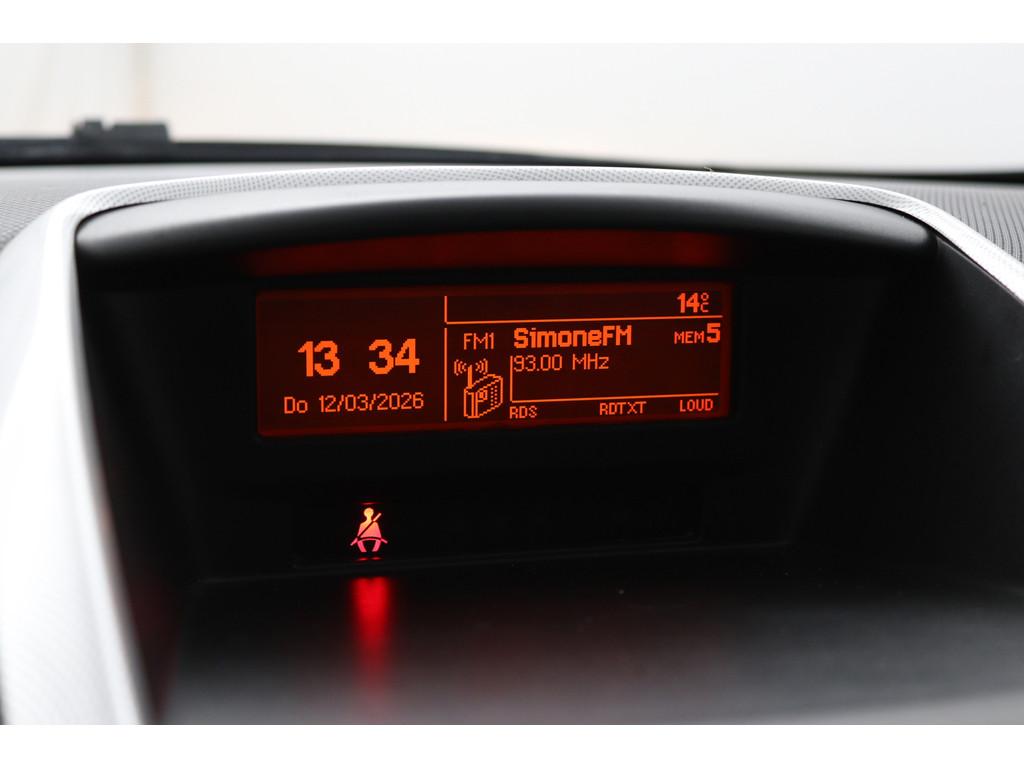 13 34
Do 12/03/2026
14°C
FM1 SimoneFM MEM5
93.00 MHz
RDS RDTXT LOUD